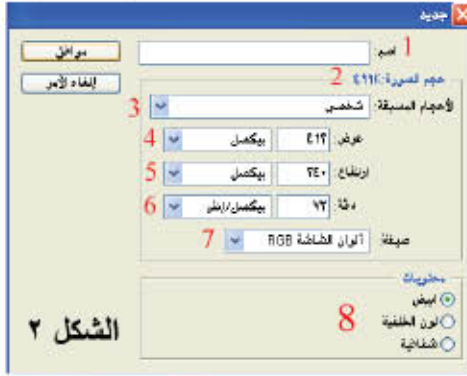 جديد
1 اسم:
موافق
إلغاء الأمر
حجم الصورة: 2
الأحجام المسبقة: شخصي 3
عرض: ٤١٢ بيكسل 4
ارتفاع: ٢٤٠ بيكسل 5
دقة: ٧٢ بيكسل/إنش 6
صيغة: ألوان الشاشة RGB 7
محتويات
ابيض
لون الخلفية 8
شفافية
الشكل ٢